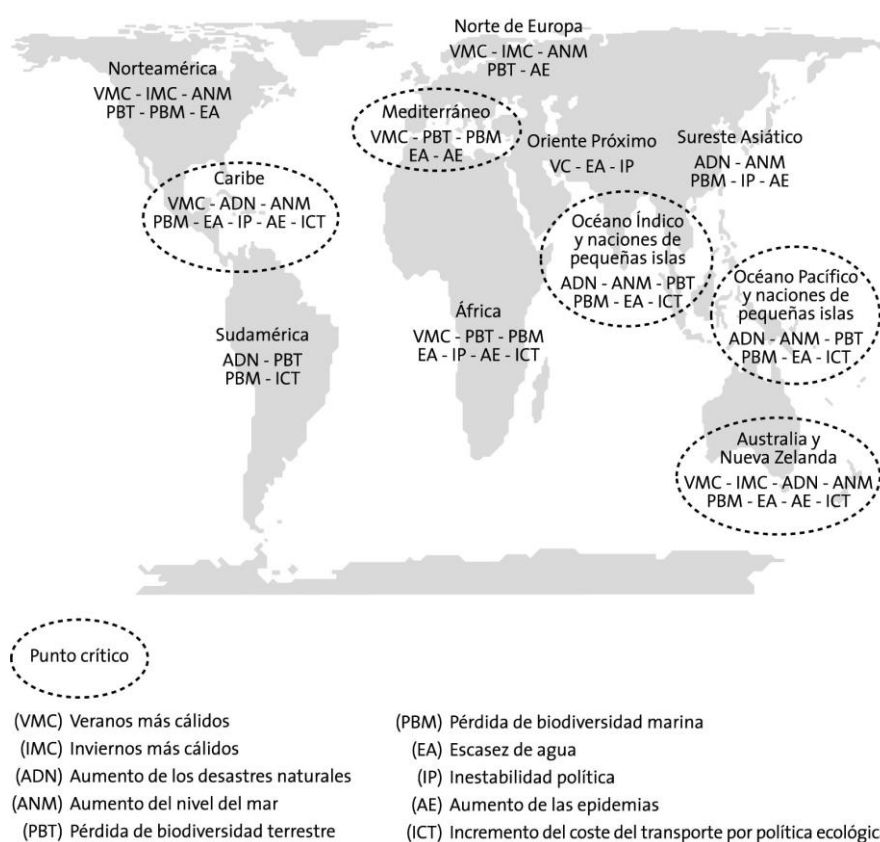 Norte de Europa
VMC - IMC - ANM
PBT - AE
Norteamérica
VMC - IMC - ANM
PBT - PBM - EA
Mediterráneo
VMC - PBT - PBM
EA - AE
Oriente Próximo
VC - EA - IP
Sureste Asiático
ADN - ANM
PBM - IP - AE
Caribe
VMC - ADN - ANM
PBM - EA - IP - AE - ICT
Océano Índico
y naciones de
pequeñas islas
ADN - ANM - PBT
PBM - EA - ICT
Océano Pacífico
y naciones de
pequeñas islas
ADN - ANM - PBT
PBM - EA - ICT
Sudamérica
ADN - PBT
PBM - ICT
África
VMC - PBT - PBM
EA - IP - AE - ICT
Australia y
Nueva Zelanda
VMC - IMC - ADN - ANM
PBM - EA - AE - ICT
Punto crítico
(VMC) Veranos más cálidos
(IMC) Inviernos más cálidos
(ADN) Aumento de los desastres naturales
(ANM) Aumento del nivel del mar
(PBT) Pérdida de biodiversidad terrestre
(PBM) Pérdida de biodiversidad marina
(EA) Escasez de agua
(IP) Inestabilidad política
(AE) Aumento de las epidemias
(ICT) Incremento del coste del transporte por política ecológic